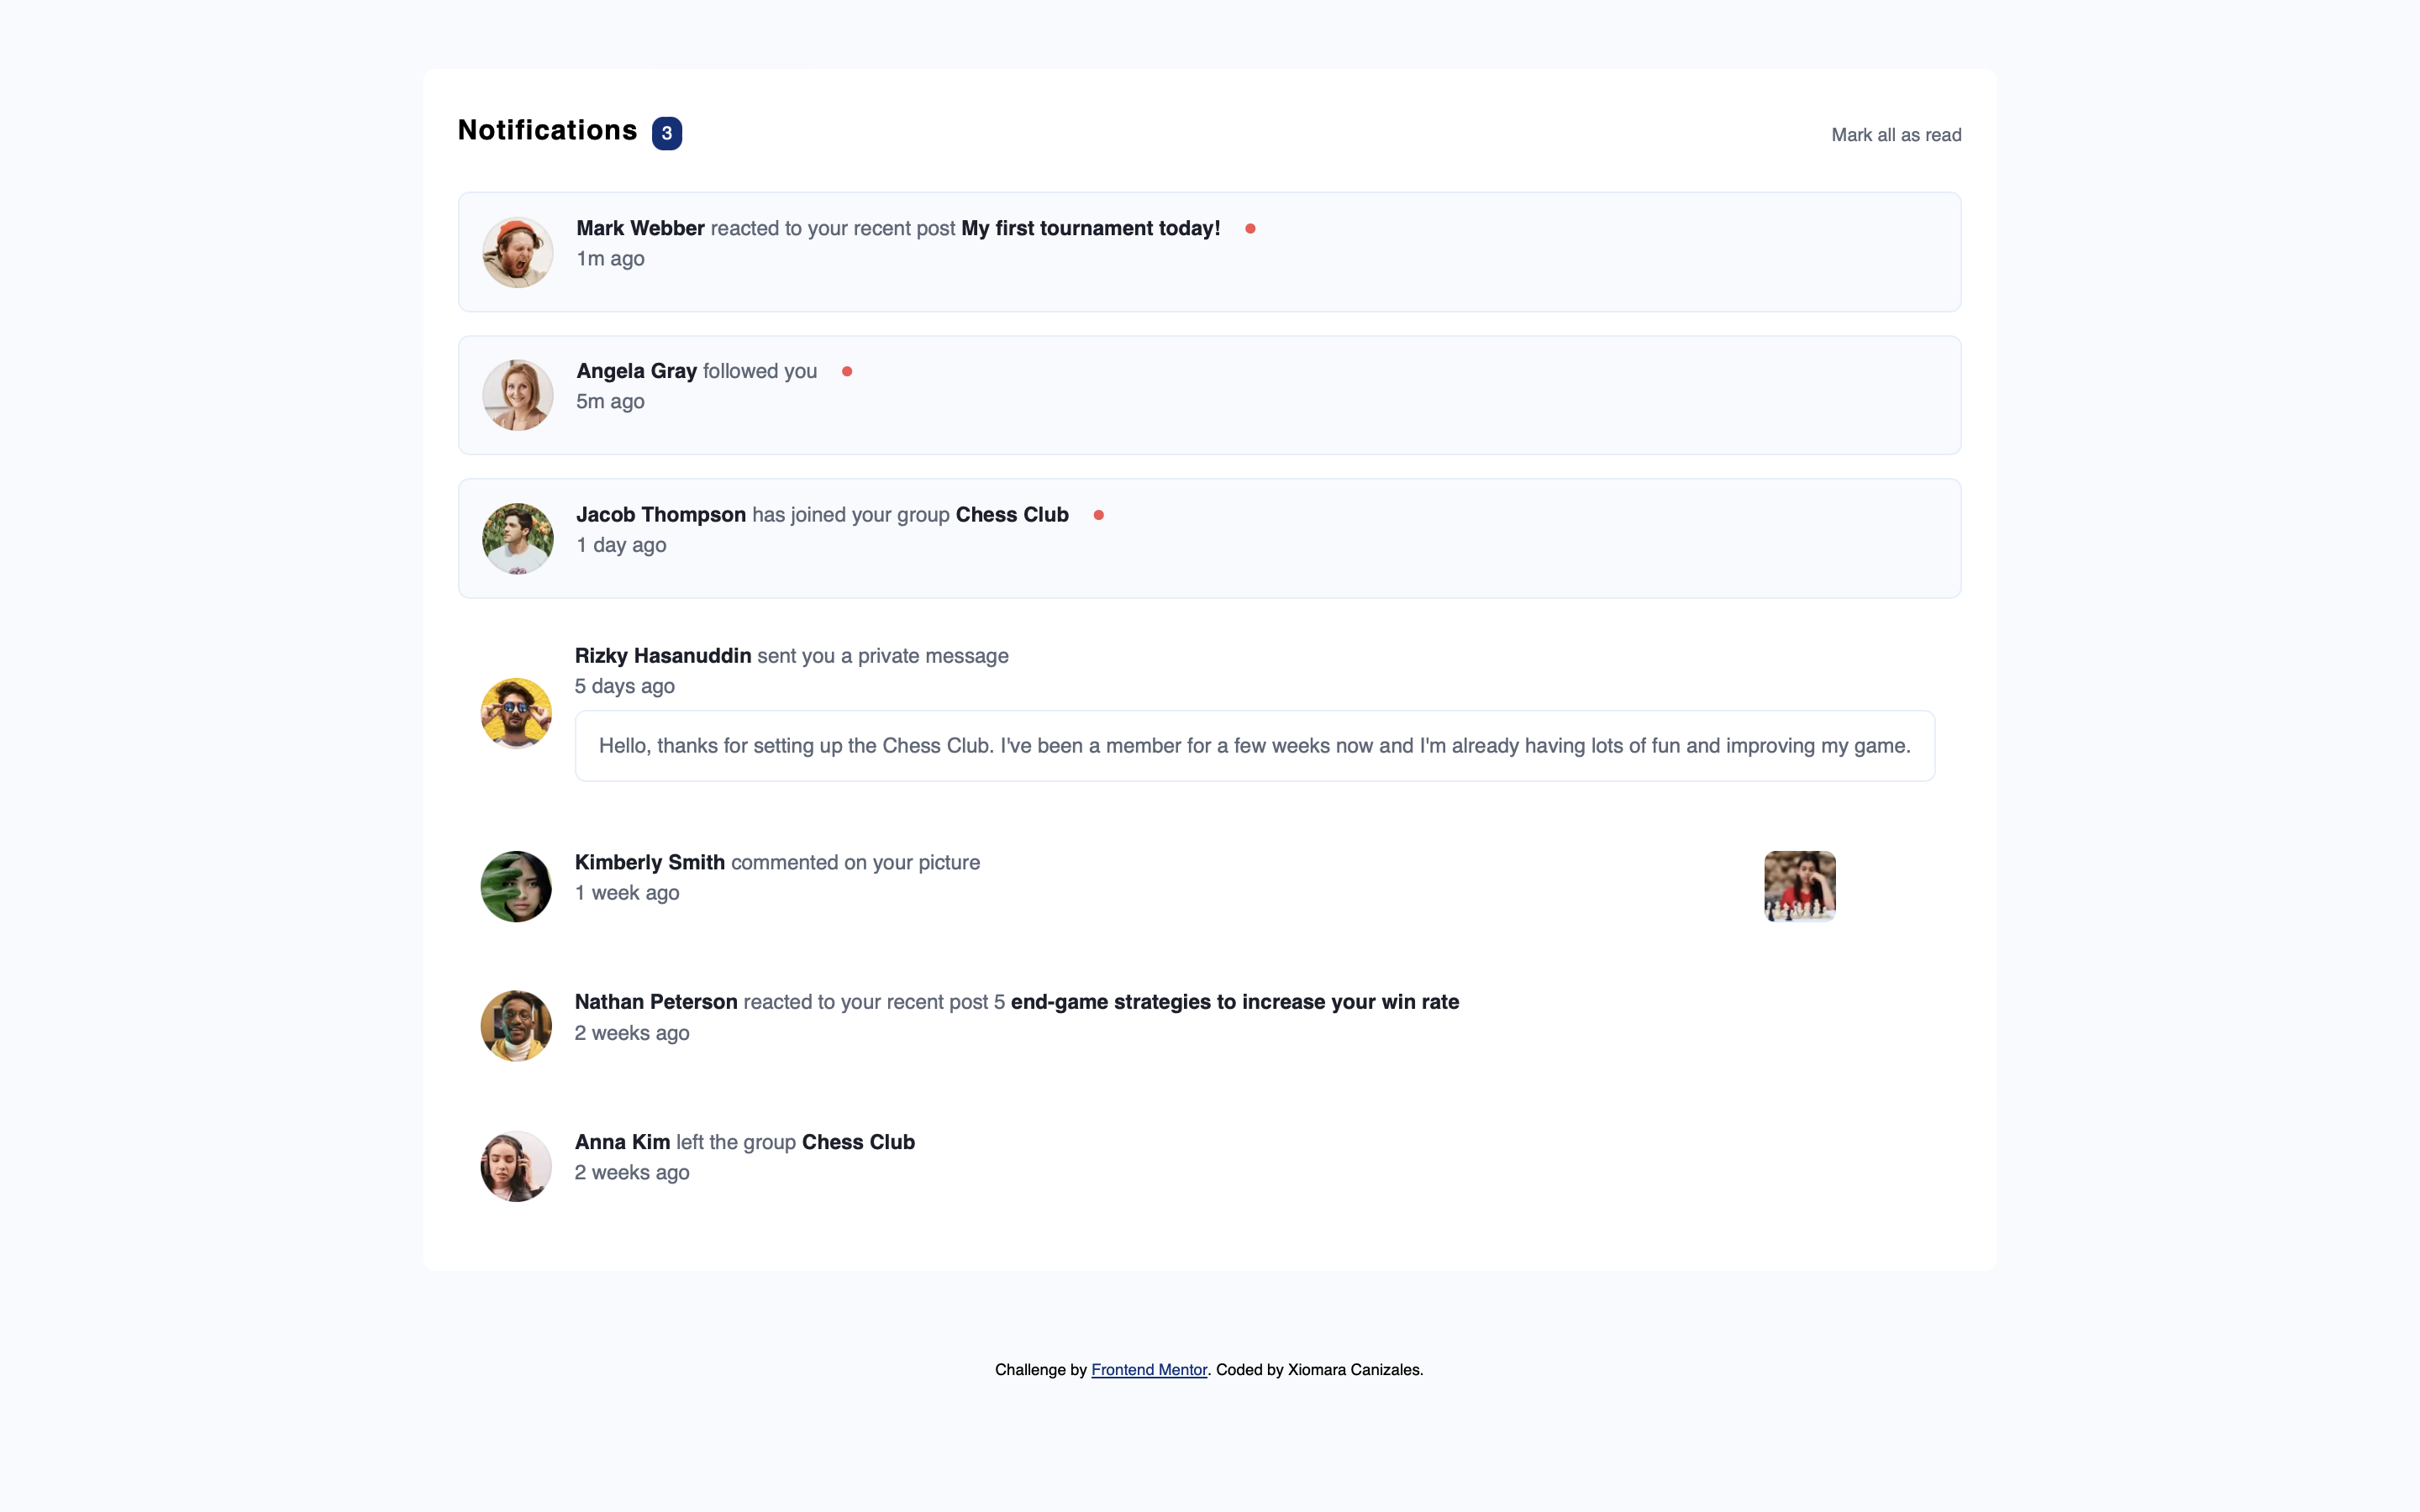 Notifications 3
Mark all as read
Mark Webber reacted to your recent post My first tournament today!
1m ago
Angela Gray followed you
5m ago
Jacob Thompson has joined your group Chess Club
1 day ago
Rizky Hasanuddin sent you a private message
5 days ago
Hello, thanks for setting up the Chess Club. I've been a member for a few weeks now and I'm already having lots of fun and improving my game.
Kimberly Smith commented on your picture
1 week ago
Nathan Peterson reacted to your recent post 5 end-game strategies to increase your win rate
2 weeks ago
Anna Kim left the group Chess Club
2 weeks ago
Challenge by Frontend Mentor. Coded by Xiomara Canizales.